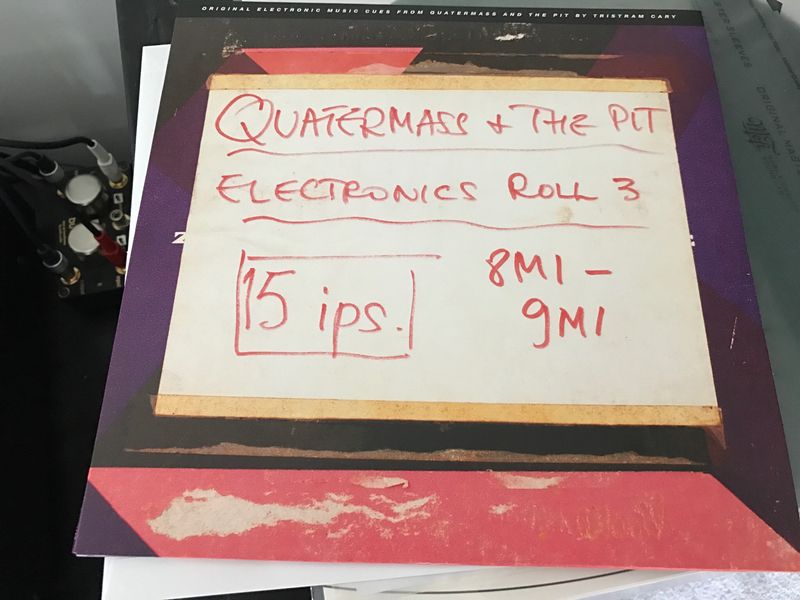 ORIGINAL ELECTRONIC MUSIC CUES FROM QUATERMASS AND THE PIT BY TRISTRAM CARY
QUATERMASS & THE PIT
ELECTRONICS ROLL 3
15 ips.
8M1 –
9M1